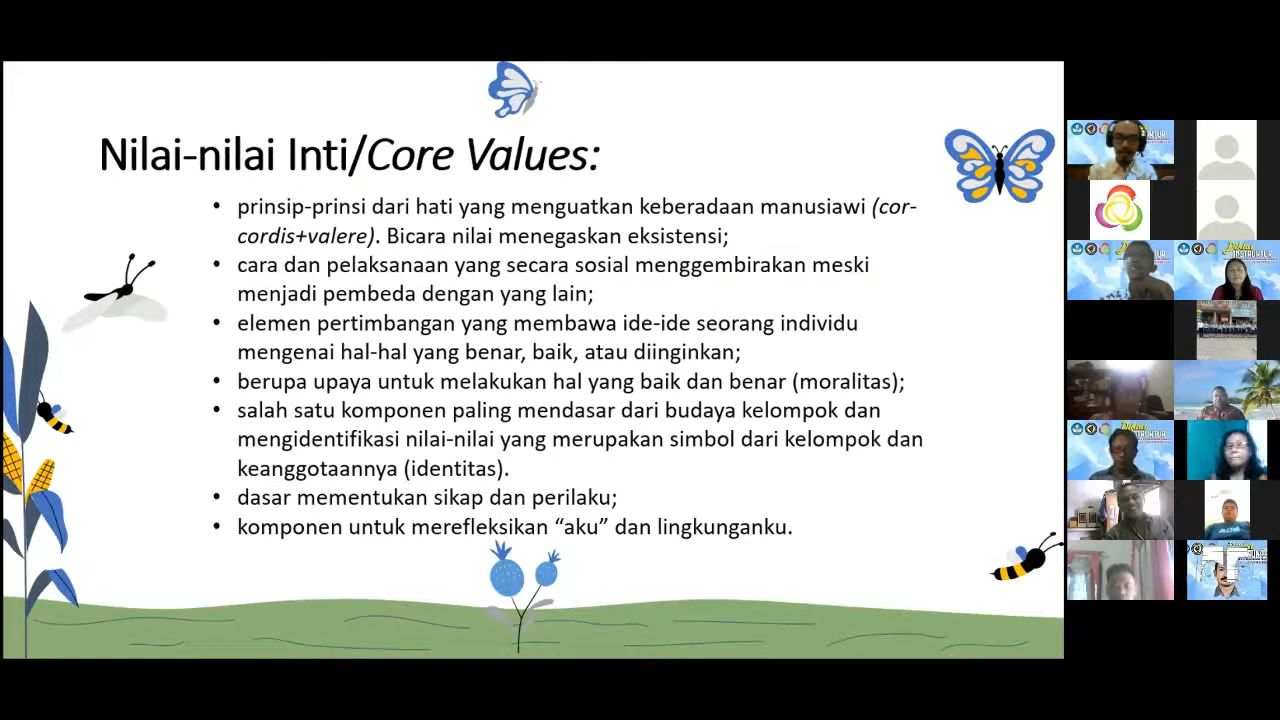 Nilai-nilai Inti/Core Values:
• prinsip-prinsi dari hati yang menguatkan keberadaan manusiawi (cor-
cordis+valere). Bicara nilai menegaskan eksistensi;
• cara dan pelaksanaan yang secara sosial menggembirakan meski
menjadi pembeda dengan yang lain;
• elemen pertimbangan yang membawa ide-ide seorang individu
mengenai hal-hal yang benar, baik, atau diinginkan;
• berupa upaya untuk melakukan hal yang baik dan benar (moralitas);
• salah satu komponen paling mendasar dari budaya kelompok dan
mengidentifikasi nilai-nilai yang merupakan simbol dari kelompok dan
keanggotaannya (identitas).
• dasar mementukan sikap dan perilaku;
• komponen untuk merefleksikan “aku” dan lingkunganku.
INSTRUKTUR